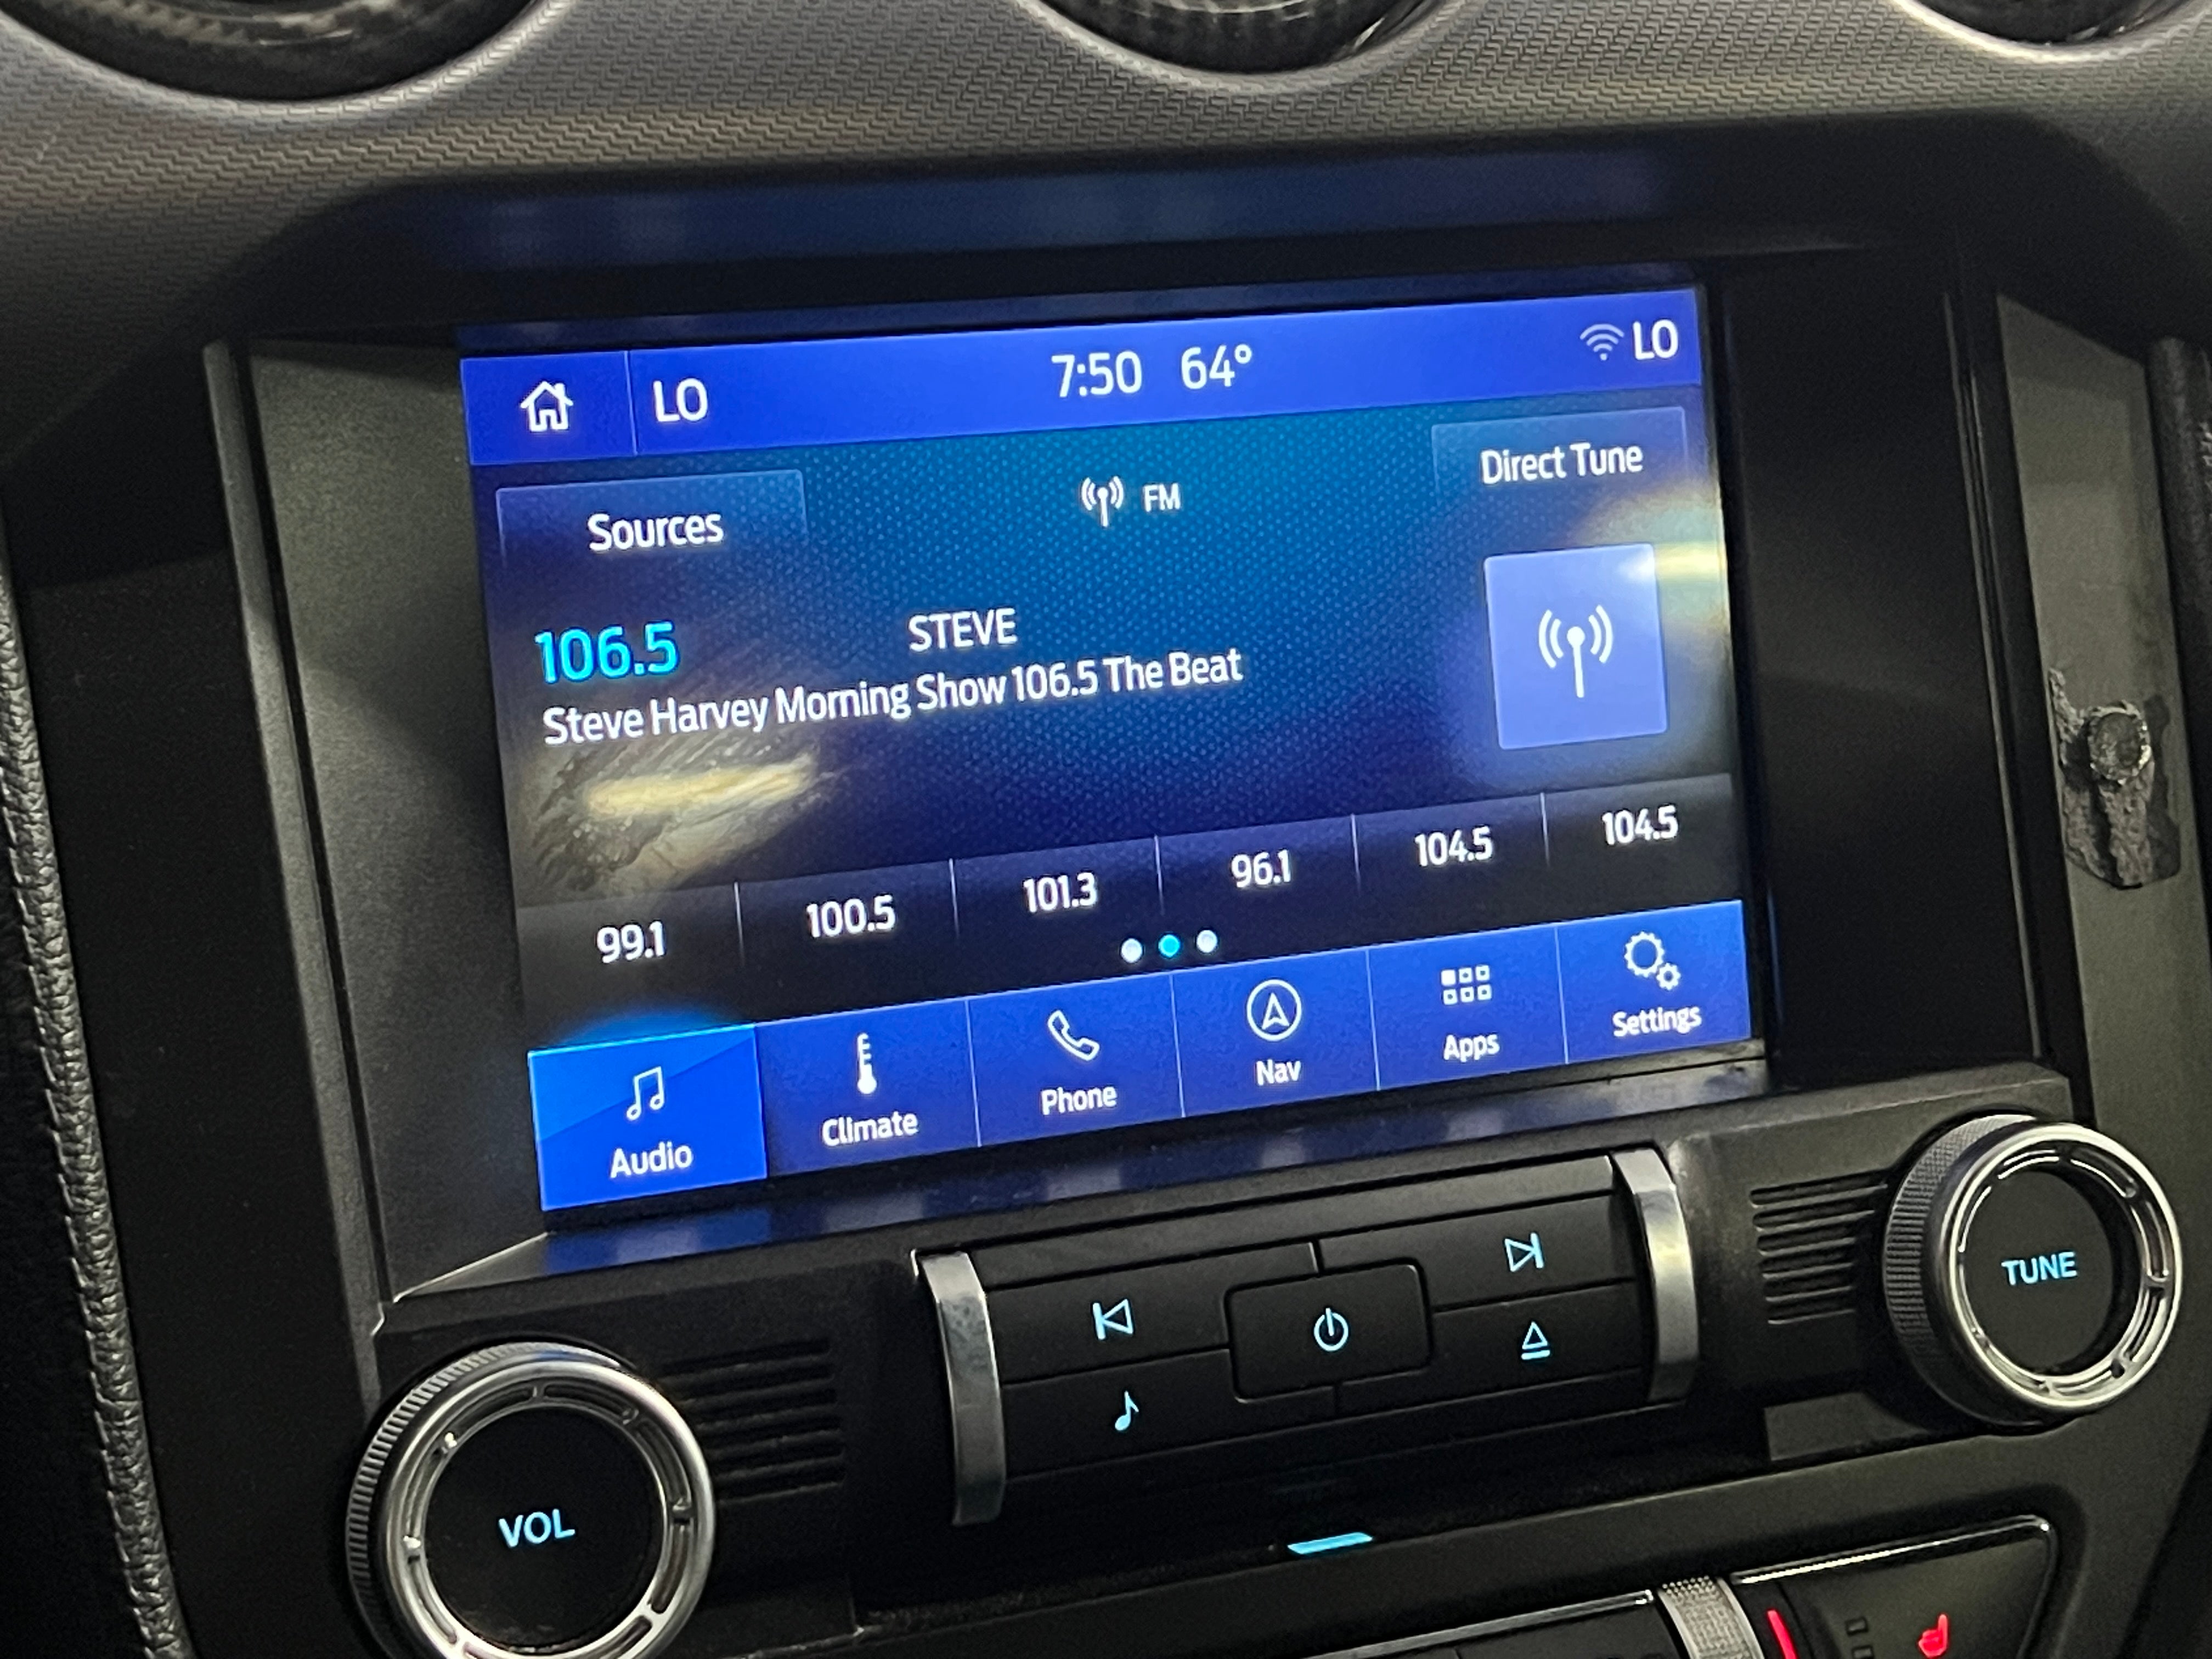 LO 7:50 64° LO
Sources FM Direct Tune
106.5 STEVE
Steve Harvey Morning Show 106.5 The Beat
99.1 100.5 101.3 96.1 104.5 104.5
Audio Climate Phone Nav Apps Settings
VOL TUNE